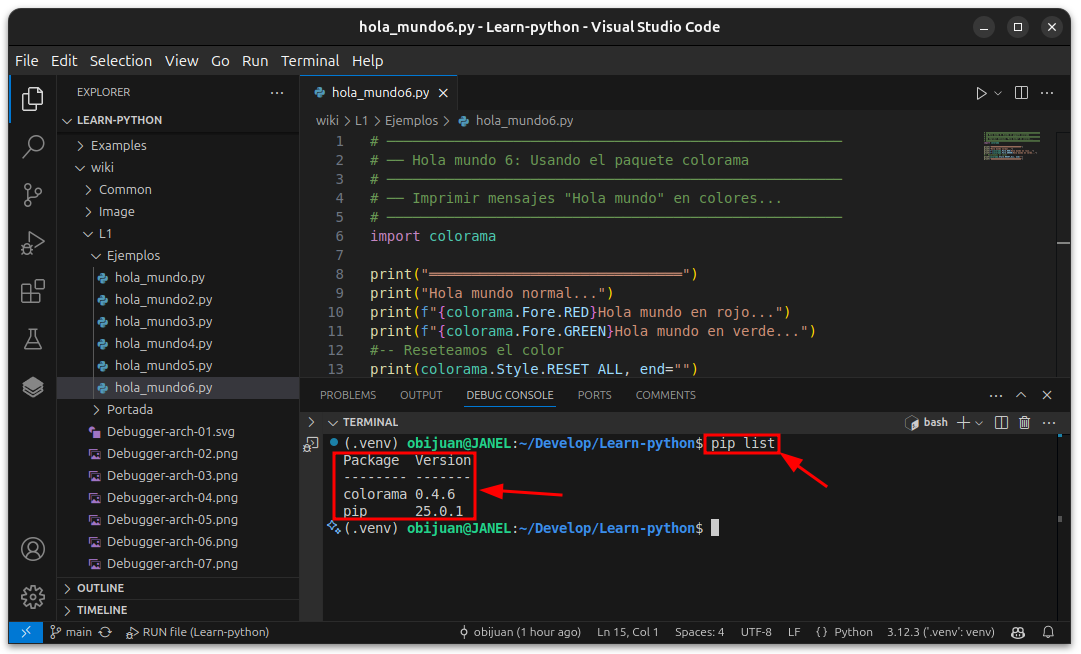 hola_mundo6.py - Learn-python - Visual Studio Code
File Edit Selection View Go Run Terminal Help
EXPLORER
LEARN-PYTHON
Examples
wiki
Common
Image
L1
Ejemplos
hola_mundo.py
hola_mundo2.py
hola_mundo3.py
hola_mundo4.py
hola_mundo5.py
hola_mundo6.py
Portada
Debugger-arch-01.svg
Debugger-arch-02.png
Debugger-arch-03.png
Debugger-arch-04.png
Debugger-arch-05.png
Debugger-arch-06.png
Debugger-arch-07.png
OUTLINE
TIMELINE
hola_mundo6.py
wiki > L1 > Ejemplos > hola_mundo6.py
1 # ──────────────────────────────
2 # ── Hola mundo 6: Usando el paquete colorama
3 # ──────────────────────────────
4 # ── Imprimir mensajes "Hola mundo" en colores...
5 # ──────────────────────────────
6 import colorama
7
8 print("══════════════════════════════")
9 print("Hola mundo normal...")
10 print(f"{colorama.Fore.RED}Hola mundo en rojo...")
11 print(f"{colorama.Fore.GREEN}Hola mundo en verde...")
12 #-- Reseteamos el color
13 print(colorama.Style.RESET_ALL, end="")
PROBLEMS OUTPUT DEBUG CONSOLE PORTS COMMENTS
TERMINAL
bash
(.venv) obijuan@JANEL:~/Develop/Learn-python$ pip list
Package Version
-------- -------
colorama 0.4.6
pip 25.0.1
(.venv) obijuan@JANEL:~/Develop/Learn-python$
main RUN file (Learn-python) obijuan (1 hour ago) Ln 15, Col 1 Spaces: 4 UTF-8 LF {} Python 3.12.3 ('.venv': venv)